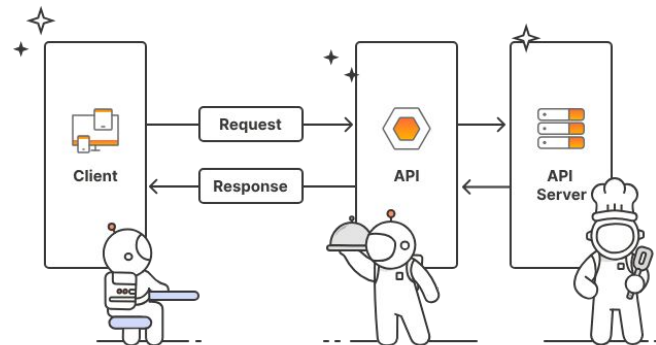 Request
Response
Client
API
API
Server